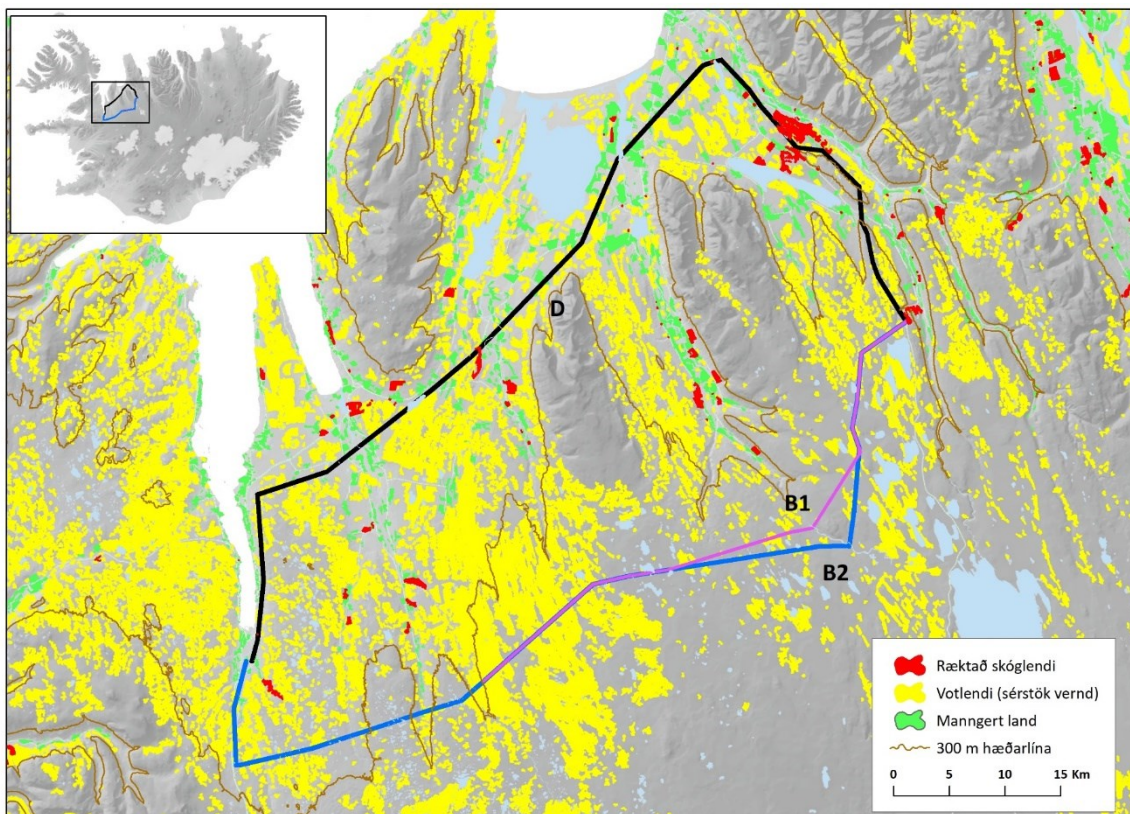 D
B1
B2
Ræktað skóglendi
Votlendi (sérstök vernd)
Manngert land
300 m hæðarlína
0 5 10 15 Km